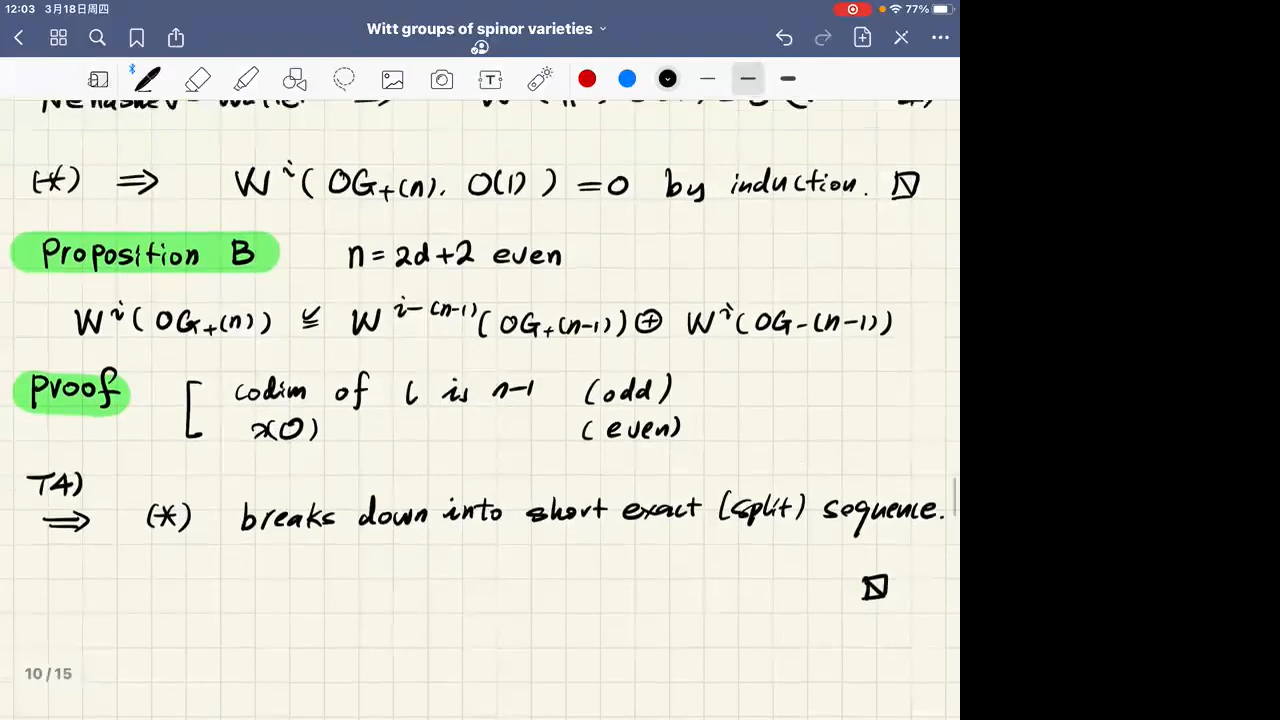 12:03 3月18日周四
77%
Witt groups of spinor varieties
(*) ⟹ W^i(OG+(n), O(1)) = 0 by induction.
Proposition B n = 2d+2 even
W^i(OG+(n)) ≅ W^{i-(n-1)}(OG+(n-1)) ⊕ W^i(OG-(n-1))
Proof [ codim of ι is n-1 (odd)
χ(O) (even)
T4)
⟹ (*) breaks down into short exact (split) sequence.
10 / 15